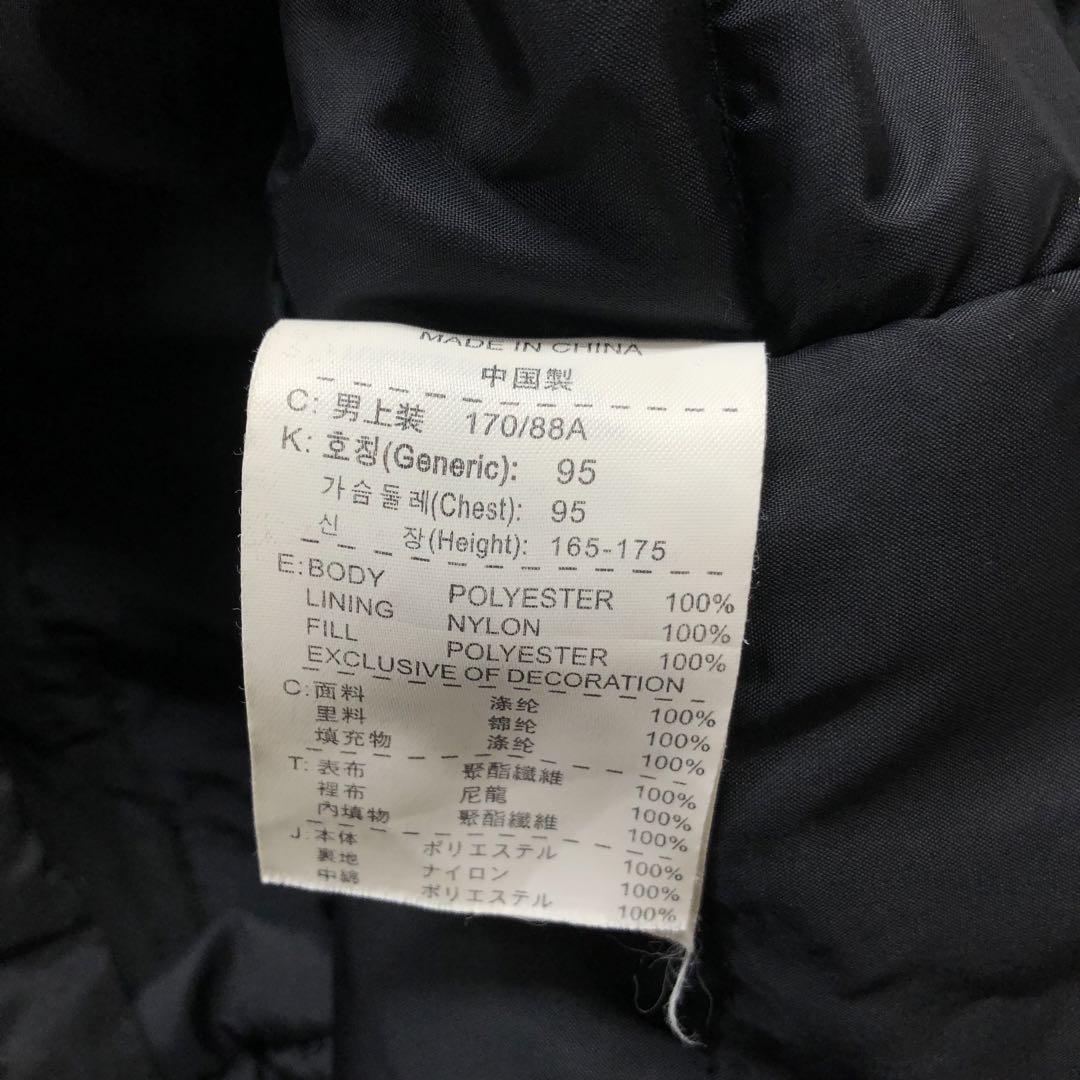 MADE IN CHINA
中国製
C: 男上装 170/88A
K: 호칭(Generic): 95
가슴둘레(Chest): 95
신 장(Height): 165-175
E: BODY POLYESTER 100%
LINING NYLON 100%
FILL POLYESTER 100%
EXCLUSIVE OF DECORATION
C: 面料 涤纶 100%
里料 锦纶 100%
填充物 涤纶 100%
T: 表布 聚酯纖維 100%
裡布 尼龍 100%
內填物 聚酯纖維 100%
J: 本体 ポリエステル 100%
裏地 ナイロン 100%
中綿 ポリエステル 100%